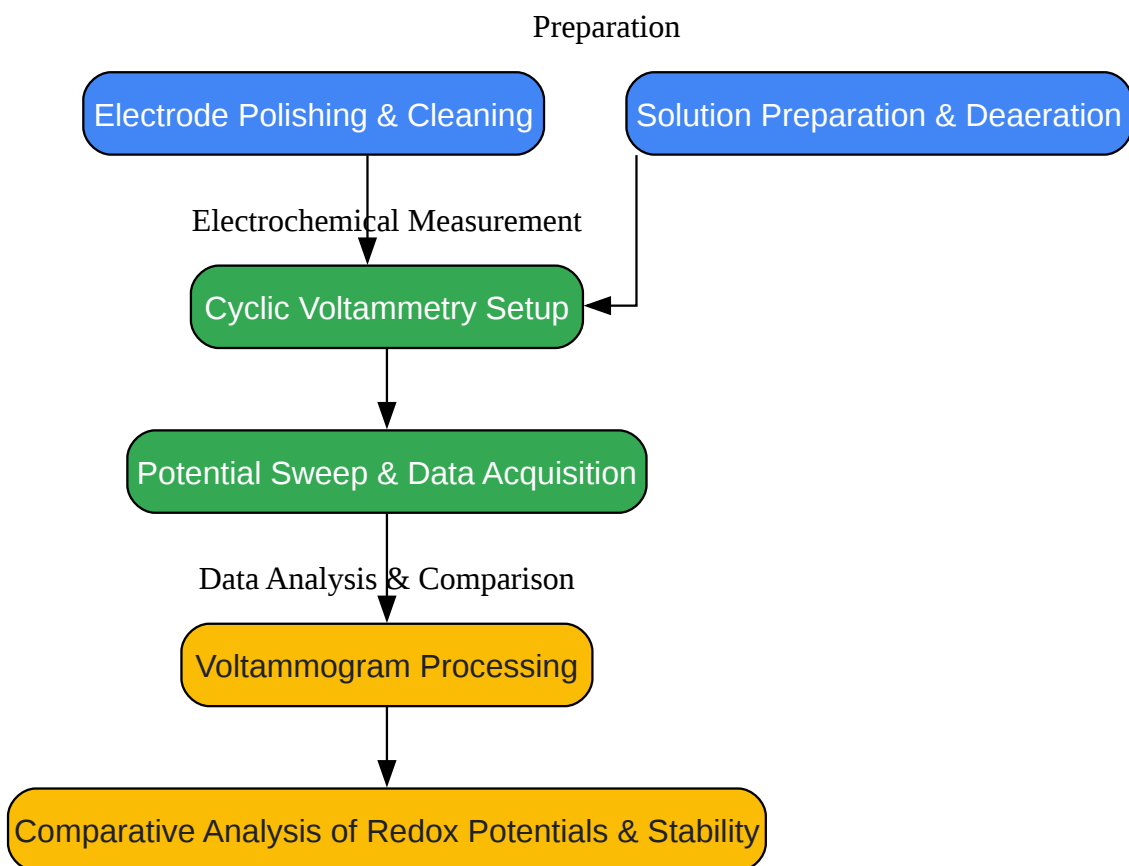 Preparation
Electrode Polishing & Cleaning
Solution Preparation & Deaeration
Electrochemical Measurement
Cyclic Voltammetry Setup
Potential Sweep & Data Acquisition
Data Analysis & Comparison
Voltammogram Processing
Comparative Analysis of Redox Potentials & Stability